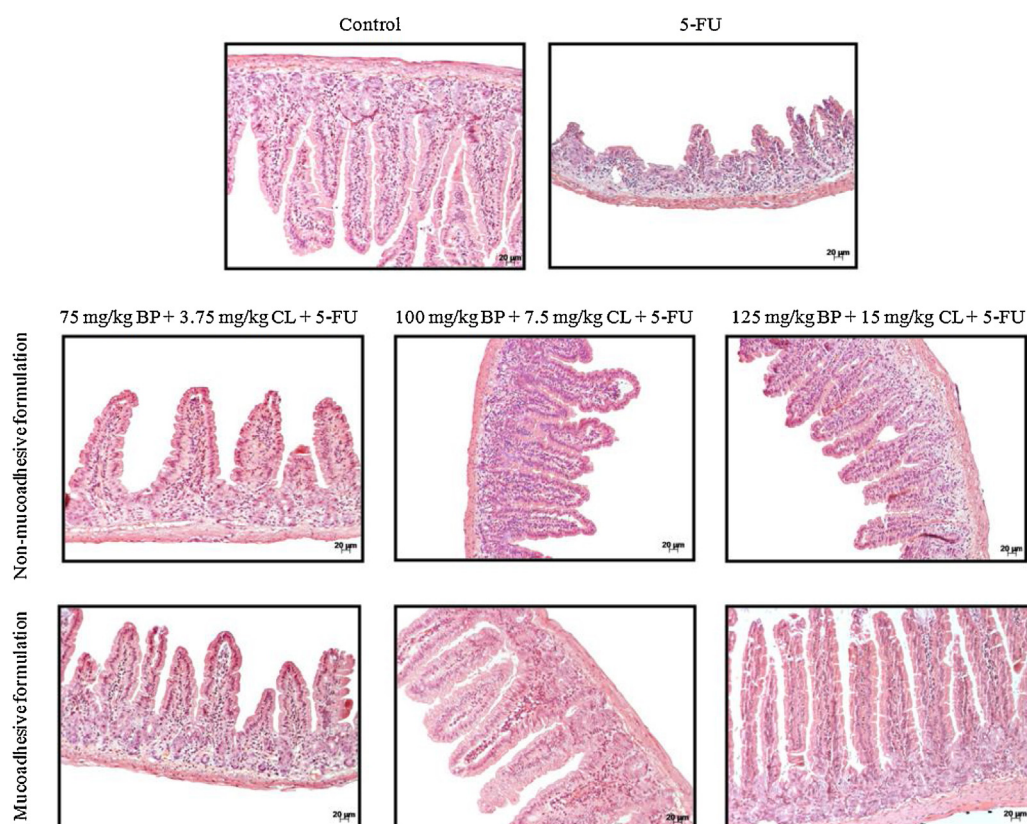 Control
5-FU
20 µm
20 µm
75 mg/kg BP + 3.75 mg/kg CL + 5-FU
100 mg/kg BP + 7.5 mg/kg CL + 5-FU
125 mg/kg BP + 15 mg/kg CL + 5-FU
Non-mucoadhesive formulation
20 µm
20 µm
20 µm
Mucoadhesive formulation
20 µm
20 µm
20 µm